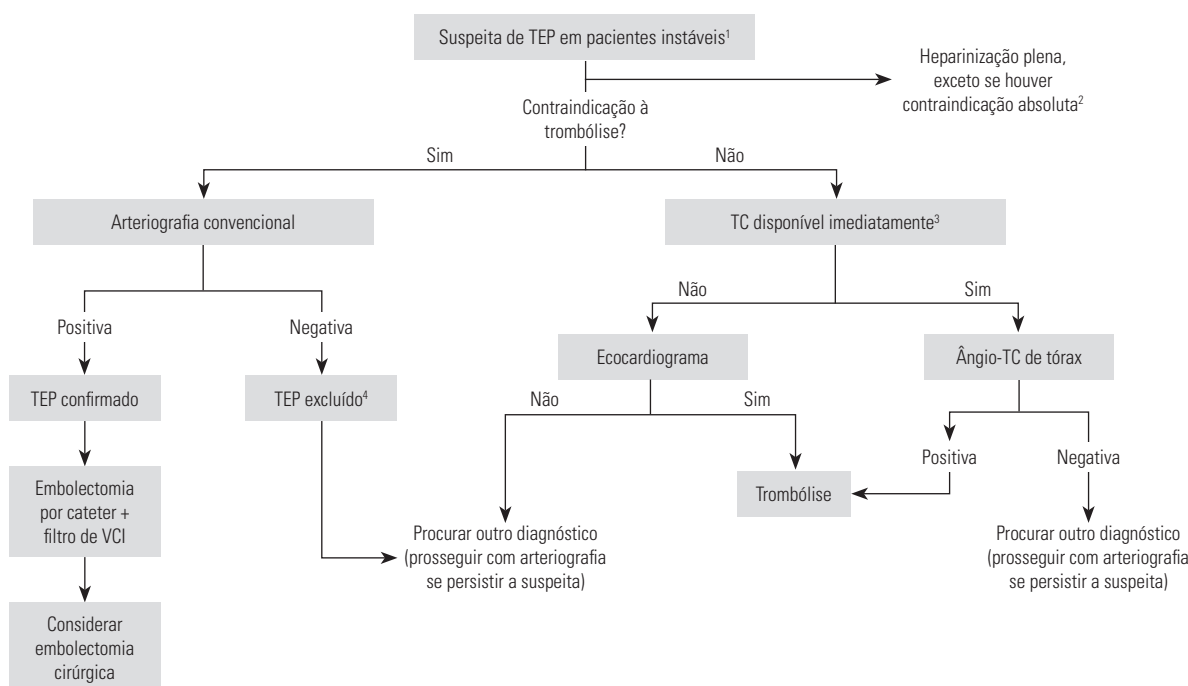 Suspeita de TEP em pacientes instáveis¹
Heparinização plena,
exceto se houver
contraindicação absoluta²
Contraindicação à
trombólise?
Sim
Não
Arteriografia convencional
TC disponível imediatamente³
Não
Sim
Positiva
Negativa
Ecocardiograma
Ângio-TC de tórax
TEP confirmado
TEP excluído⁴
Não
Sim
Positiva
Negativa
Embolectomia
por cateter +
filtro de VCI
Trombólise
Procurar outro diagnóstico
(prosseguir com arteriografia
se persistir a suspeita)
Procurar outro diagnóstico
(prosseguir com arteriografia
se persistir a suspeita)
Considerar
embolectomia
cirúrgica